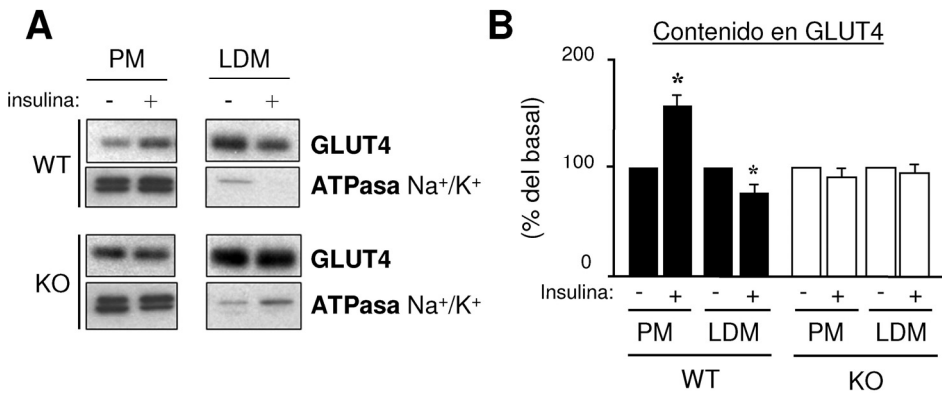 A
PM LDM
insulina: - + - +
WT
GLUT4
ATPasa Na⁺/K⁺
KO
GLUT4
ATPasa Na⁺/K⁺
B
Contenido en GLUT4
(% del basal)
200
100
0
* *
Insulina: - + - + - + - +
PM LDM PM LDM
WT KO